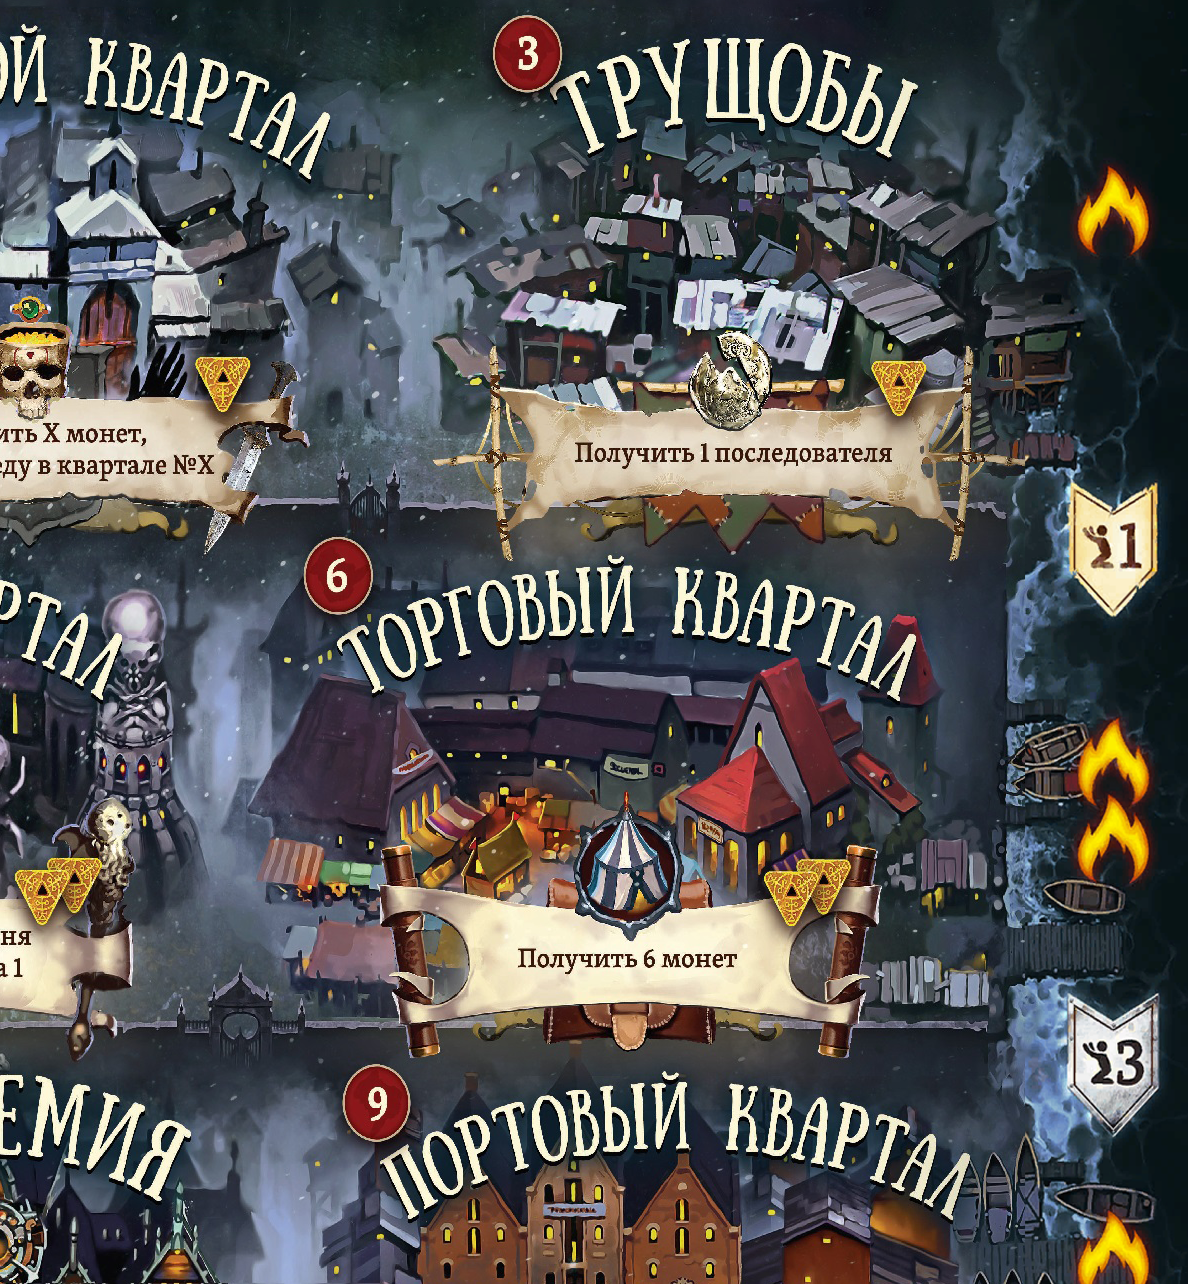 ОЙ КВАРТАЛ
3
ТРУЩОБЫ
ить X монет,
еду в квартале №X
Получить 1 последователя
1
РТАЛ
6
ТОРГОВЫЙ КВАРТАЛ
ня
а 1
Получить 6 монет
3
ЕМИЯ
9
ПОРТОВЫЙ КВАРТАЛ